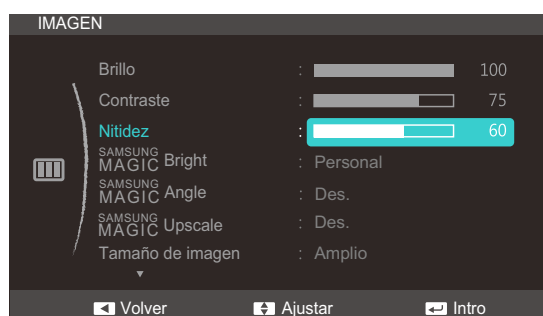 IMAGEN
Brillo : 100
Contraste : 75
Nitidez : 60
SAMSUNG MAGIC Bright : Personal
SAMSUNG MAGIC Angle : Des.
SAMSUNG MAGIC Upscale : Des.
Tamaño de imagen : Amplio
Volver Ajustar Intro